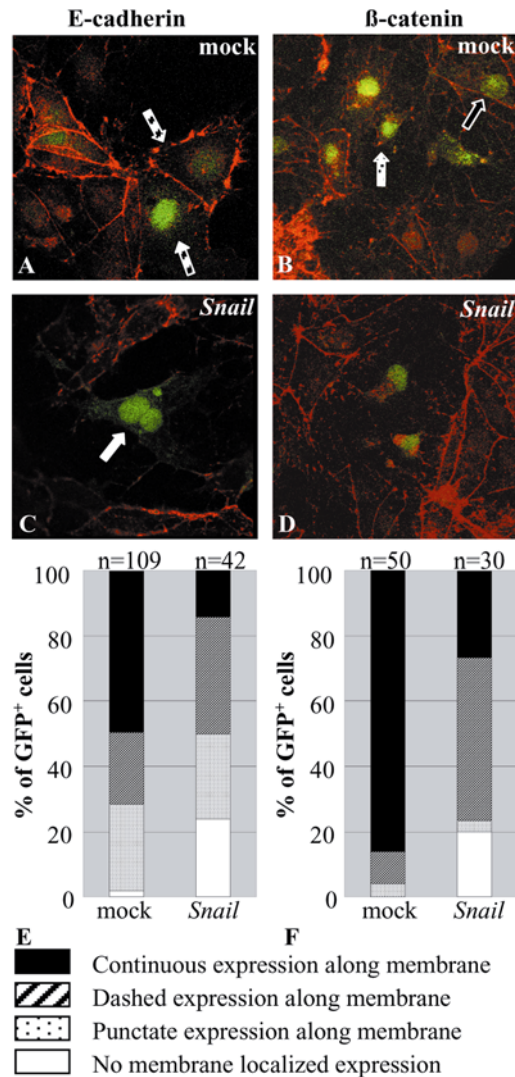 E-cadherin ß-catenin
mock mock
A B
Snail Snail
C D
n=109 n=42 n=50 n=30
% of GFP+ cells % of GFP+ cells
100 100
80 80
60 60
40 40
20 20
0 0
mock Snail mock Snail
E F
Continuous expression along membrane
Dashed expression along membrane
Punctate expression along membrane
No membrane localized expression